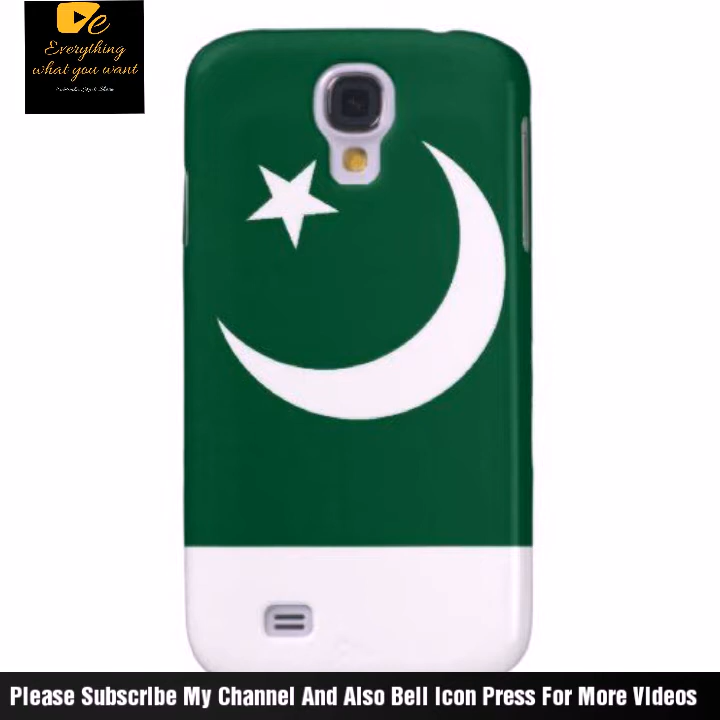 Everything
what you want
Please Subscribe My Channel And Also Bell Icon Press For More Videos